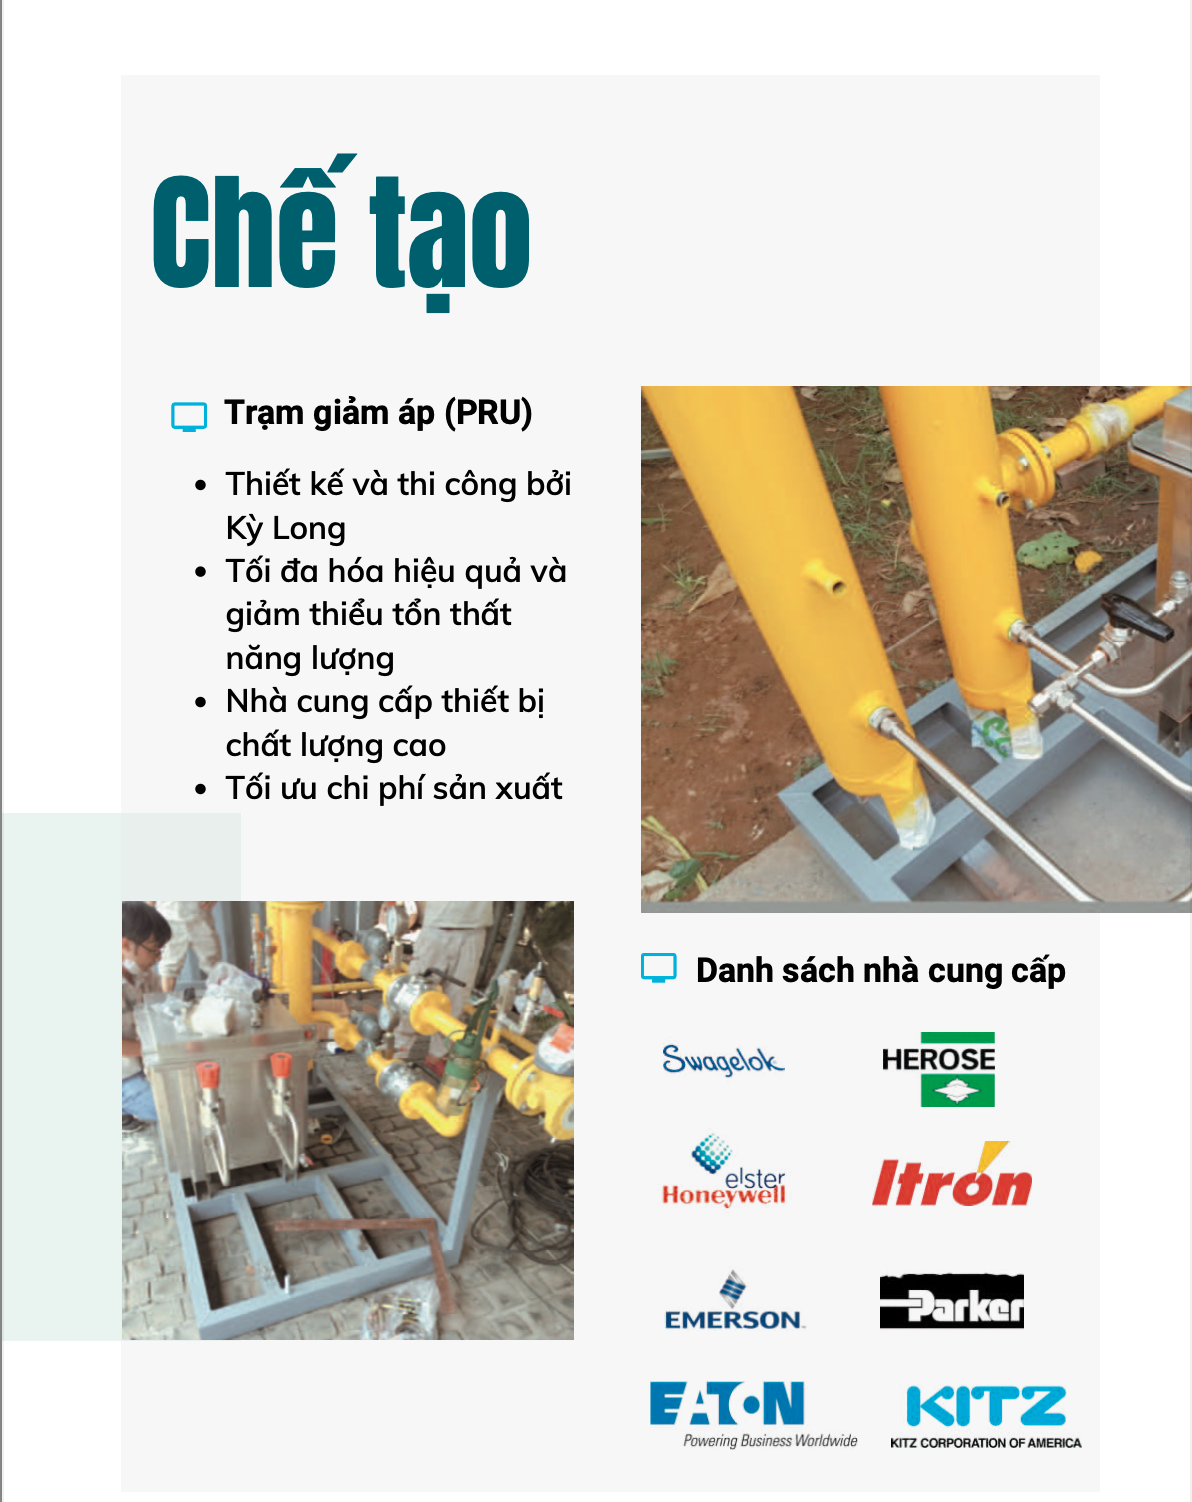 Chế tạo
Trạm giảm áp (PRU)
Thiết kế và thi công bởi
Kỳ Long
Tối đa hóa hiệu quả và
giảm thiểu tổn thất
năng lượng
Nhà cung cấp thiết bị
chất lượng cao
Tối ưu chi phí sản xuất
Danh sách nhà cung cấp
Swagelok
HEROSE
elster
Honeywell
Itrón
EMERSON
Parker
EATON
Powering Business Worldwide
KITZ
KITZ CORPORATION OF AMERICA